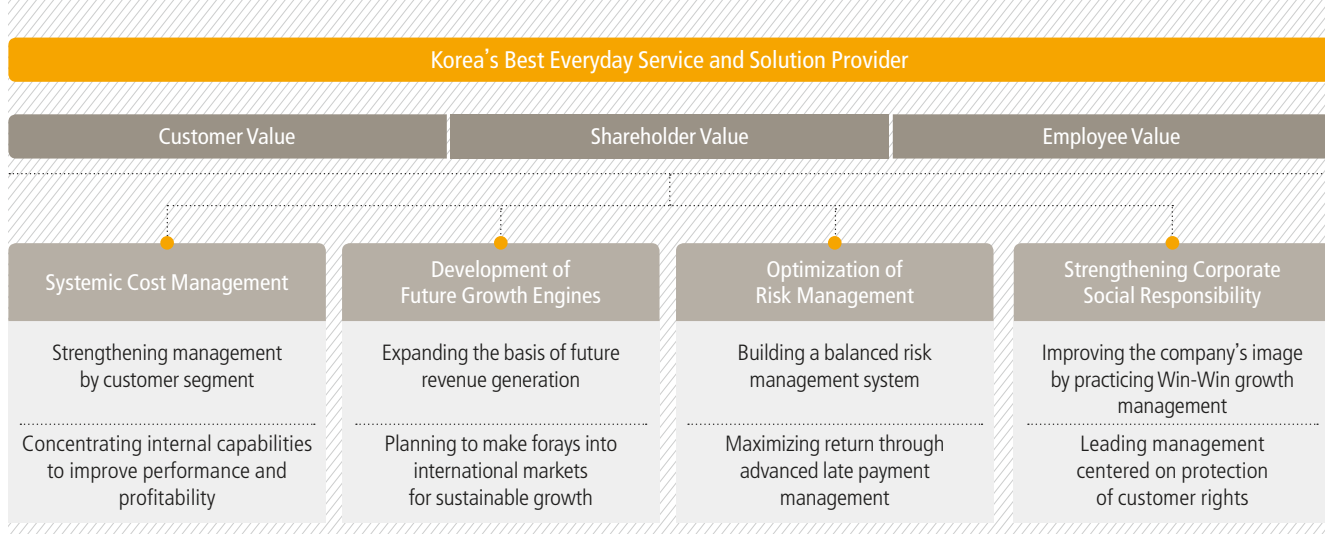 Korea's Best Everyday Service and Solution Provider
Customer Value
Shareholder Value
Employee Value
Systemic Cost Management
Strengthening management
by customer segment
Concentrating internal capabilities
to improve performance and
profitability
Development of
Future Growth Engines
Expanding the basis of future
revenue generation
Planning to make forays into
international markets
for sustainable growth
Optimization of
Risk Management
Building a balanced risk
management system
Maximizing return through
advanced late payment
management
Strengthening Corporate
Social Responsibility
Improving the company's image
by practicing Win-Win growth
management
Leading management
centered on protection
of customer rights